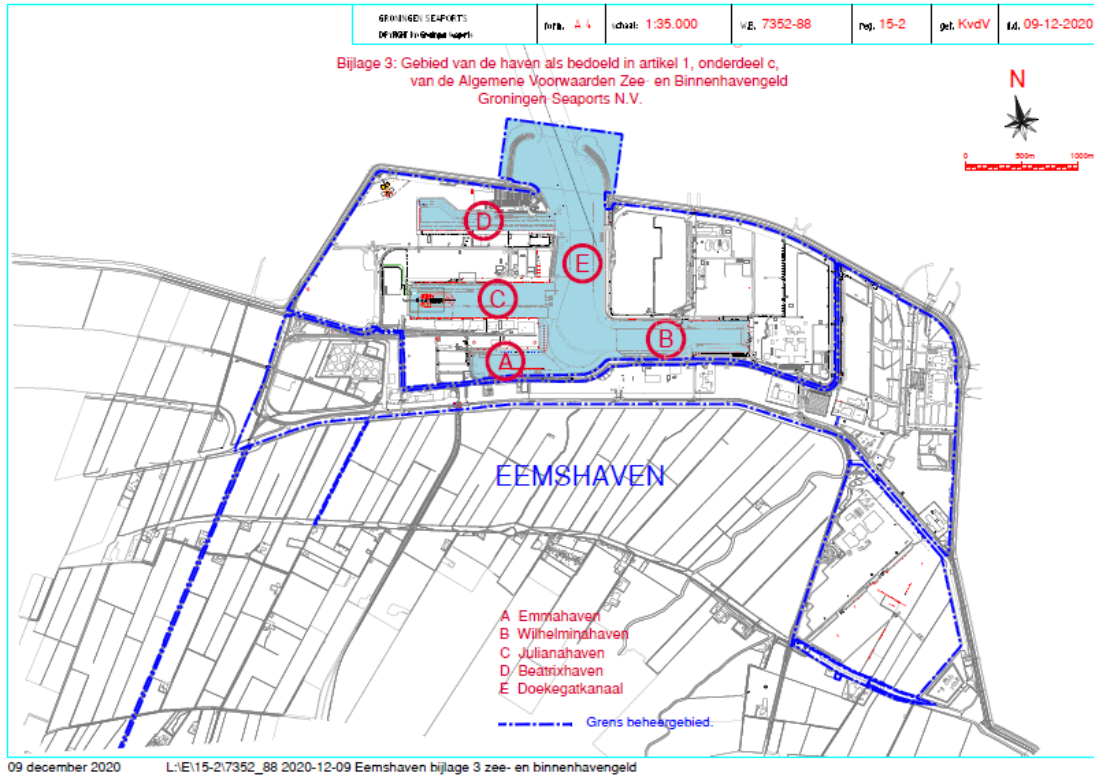 GRONINGEN SEAPORTS
form. A 4 schaal: 1:35.000 W.B. 7352-88 reg. 15-2 get. KvdV d.d. 09-12-2020
Bijlage 3: Gebied van de haven als bedoeld in artikel 1, onderdeel c,
van de Algemene Voorwaarden Zee- en Binnenhavengeld
Groningen Seaports N.V.
N
0 500m 1000m
D
E
C
B
A
EEMSHAVEN
A Emmahaven
B Wilhelminahaven
C Julianahaven
D Beatrixhaven
E Doekegatkanaal
Grens beheergebied.
09 december 2020 L:\E\15-2\7352_88 2020-12-09 Eemshaven bijlage 3 zee- en binnenhavengeld